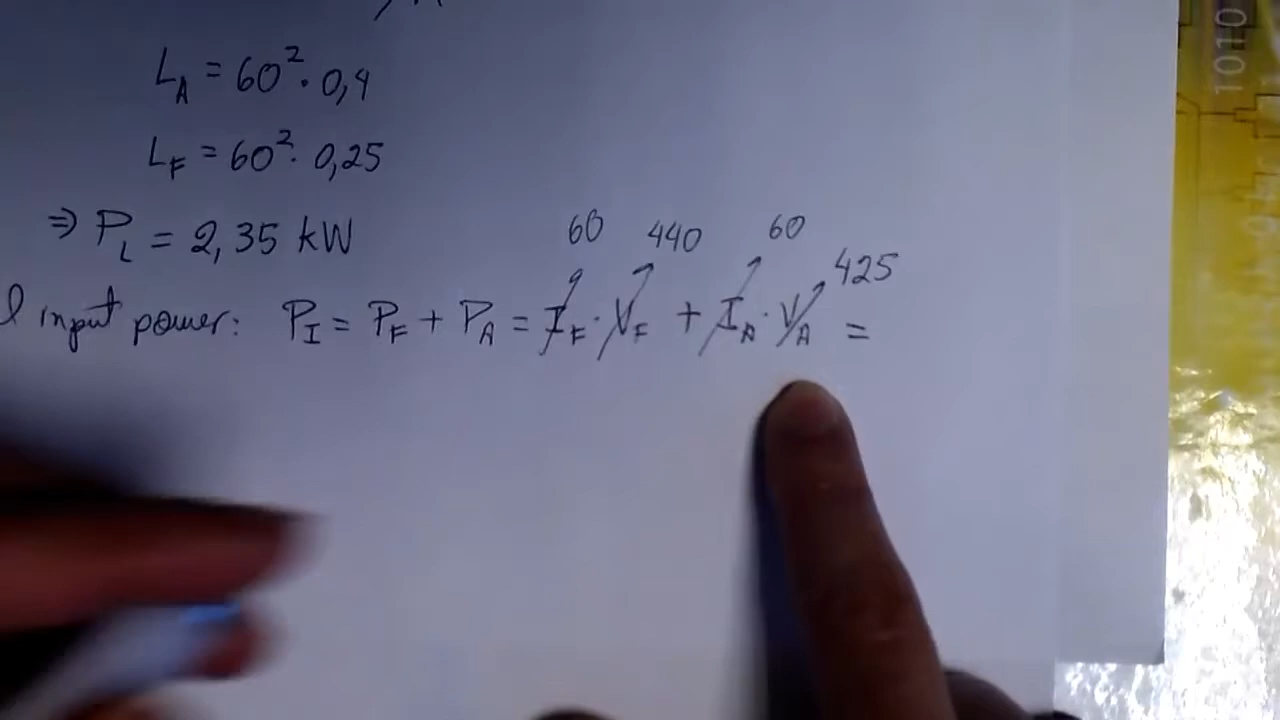 L_A = 60²· 0,4
L_F = 60²· 0,25
⇒ P_L = 2,35 kW
60 440 60 425
input power: P_I = P_F + P_A = I_F · V_F + I_A · V_A =
1010